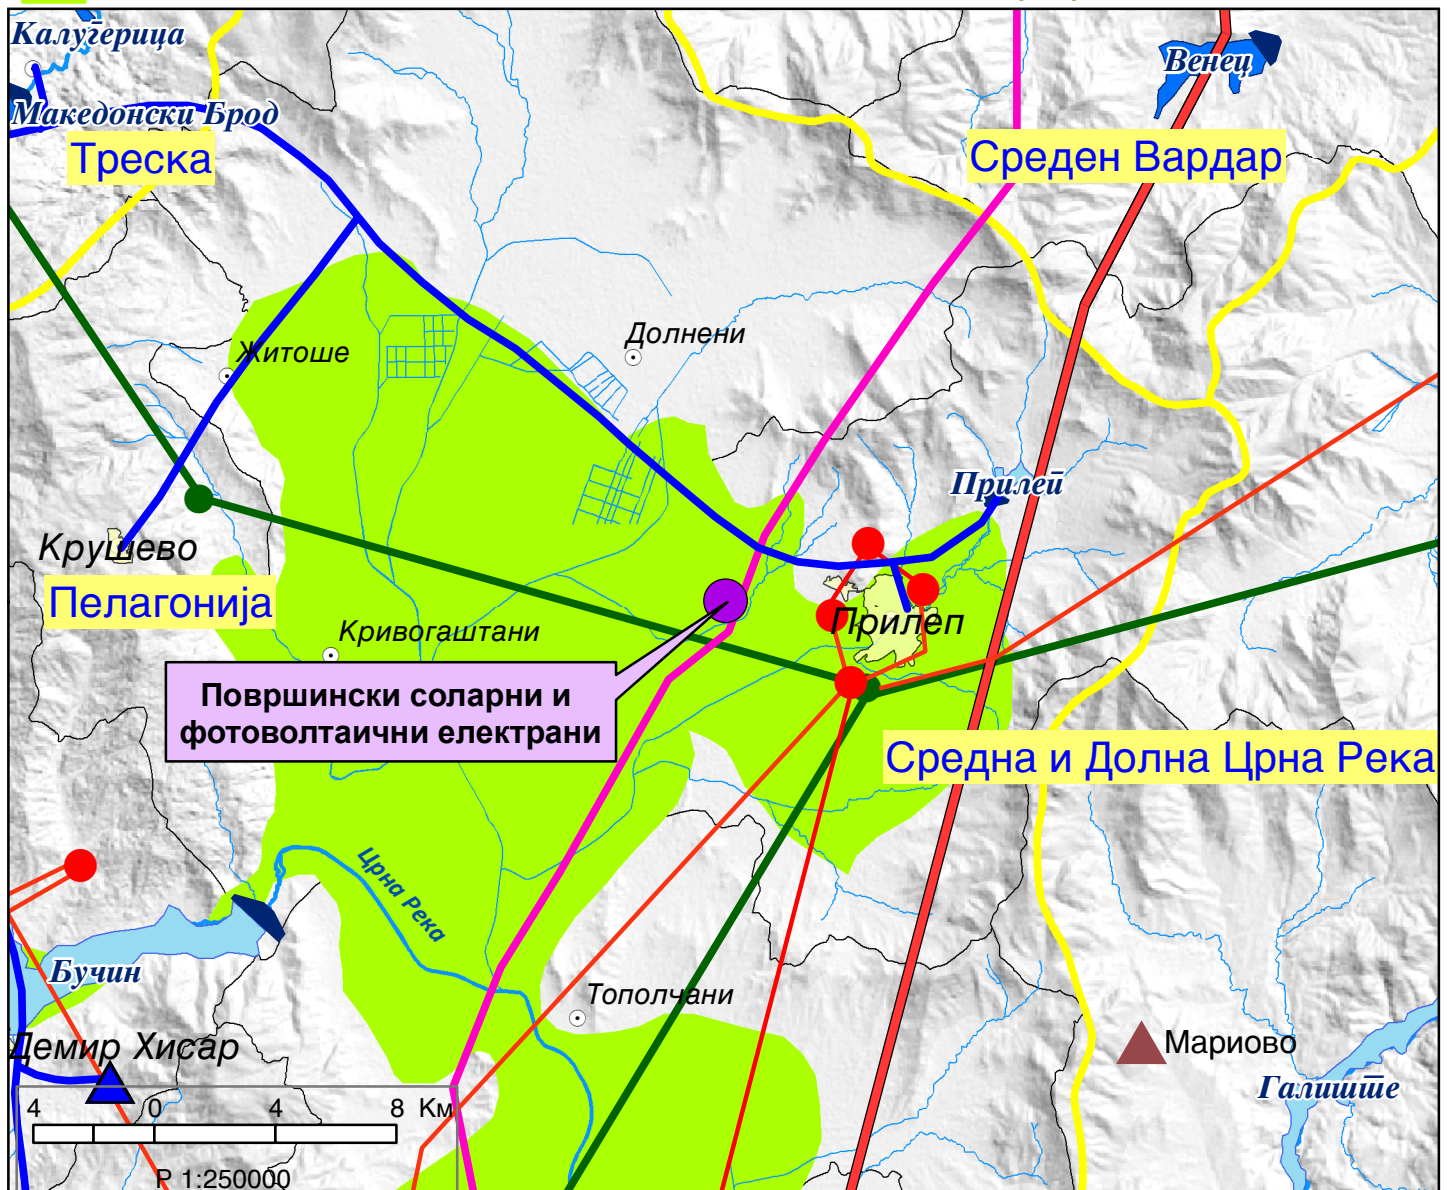 Калуѓерица
Венец
Македонски Брод
Треска
Среден Вардар
Долнени
Житоше
Прилеп
Крушево
Пелагонија
Прилеп
Кривогаштани
Површински соларни и
фотоволтаични електрани
Средна и Долна Црна Река
Црна Река
Бучин
Тополчани
Демир Хисар
Мариово
Галиште
4 0 4 8 Км
Р 1:250000